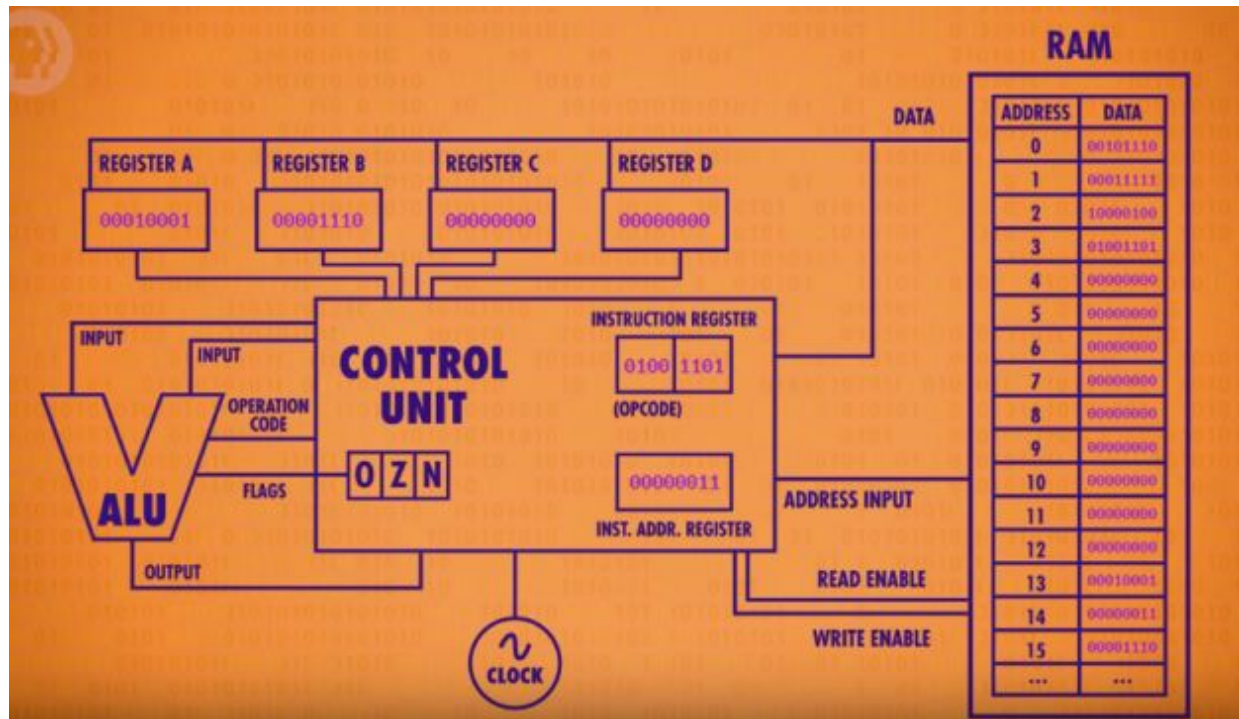 RAM
DATA
ADDRESS DATA
0 00101110
1 00011111
2 10000100
3 01001101
4 00000000
5 00000000
6 00000000
7 00000000
8 00000000
9 00000000
10 00000000
11 00000000
12 00000000
13 00010001
14 00000011
15 00001110
... ...
REGISTER A
00010001
REGISTER B
00001110
REGISTER C
00000000
REGISTER D
00000000
INPUT
INPUT
ALU
OPERATION
CODE
FLAGS
OUTPUT
CONTROL
UNIT
O Z N
INSTRUCTION REGISTER
0100 1101
(OPCODE)
00000011
INST. ADDR. REGISTER
ADDRESS INPUT
READ ENABLE
WRITE ENABLE
CLOCK